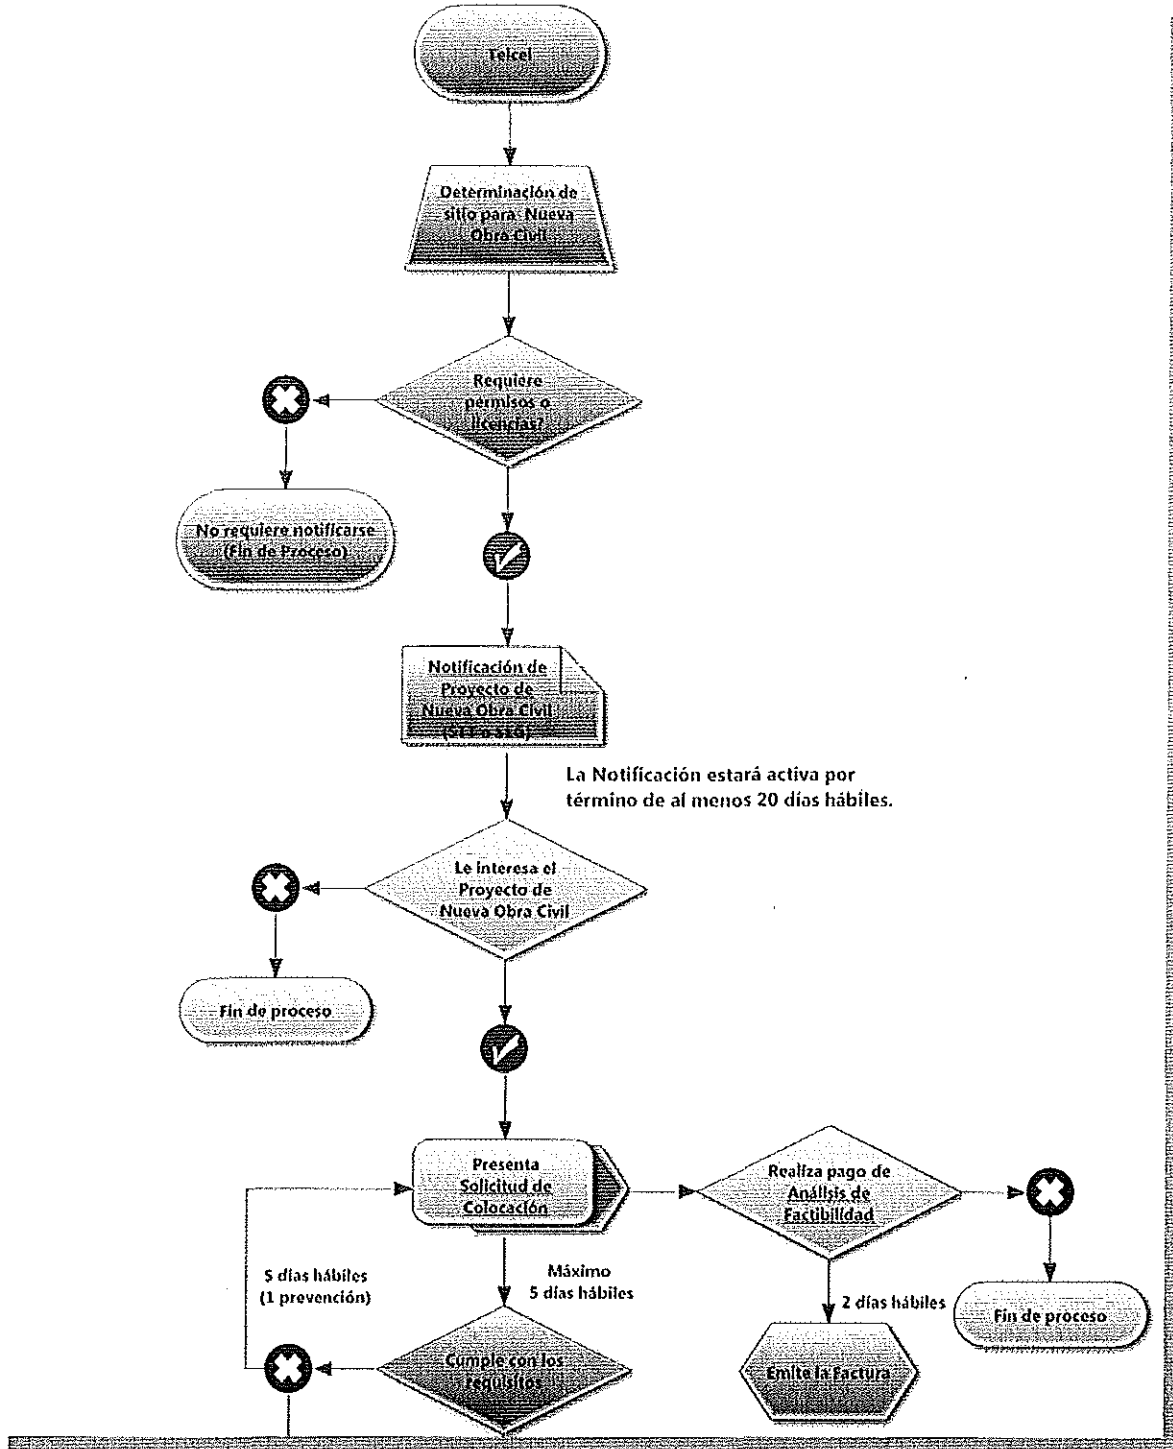 Telcel
Determinación de
sitio para Nueva
Obra Civil
Requiere
permisos o
licencias?
No requiere notificarse
(Fin de Proceso)
Notificación de
Proyecto de
Nueva Obra Civil
La Notificación estará activa por
término de al menos 20 días hábiles.
Le interesa el
Proyecto de
Nueva Obra Civil
Fin de proceso
Presenta
Solicitud de
Colocación
Realiza pago de
Análisis de
Factibilidad
5 días hábiles
(1 prevención)
Máximo
5 días hábiles
2 días hábiles
Fin de proceso
Cumple con los
requisitos
Emite la Factura